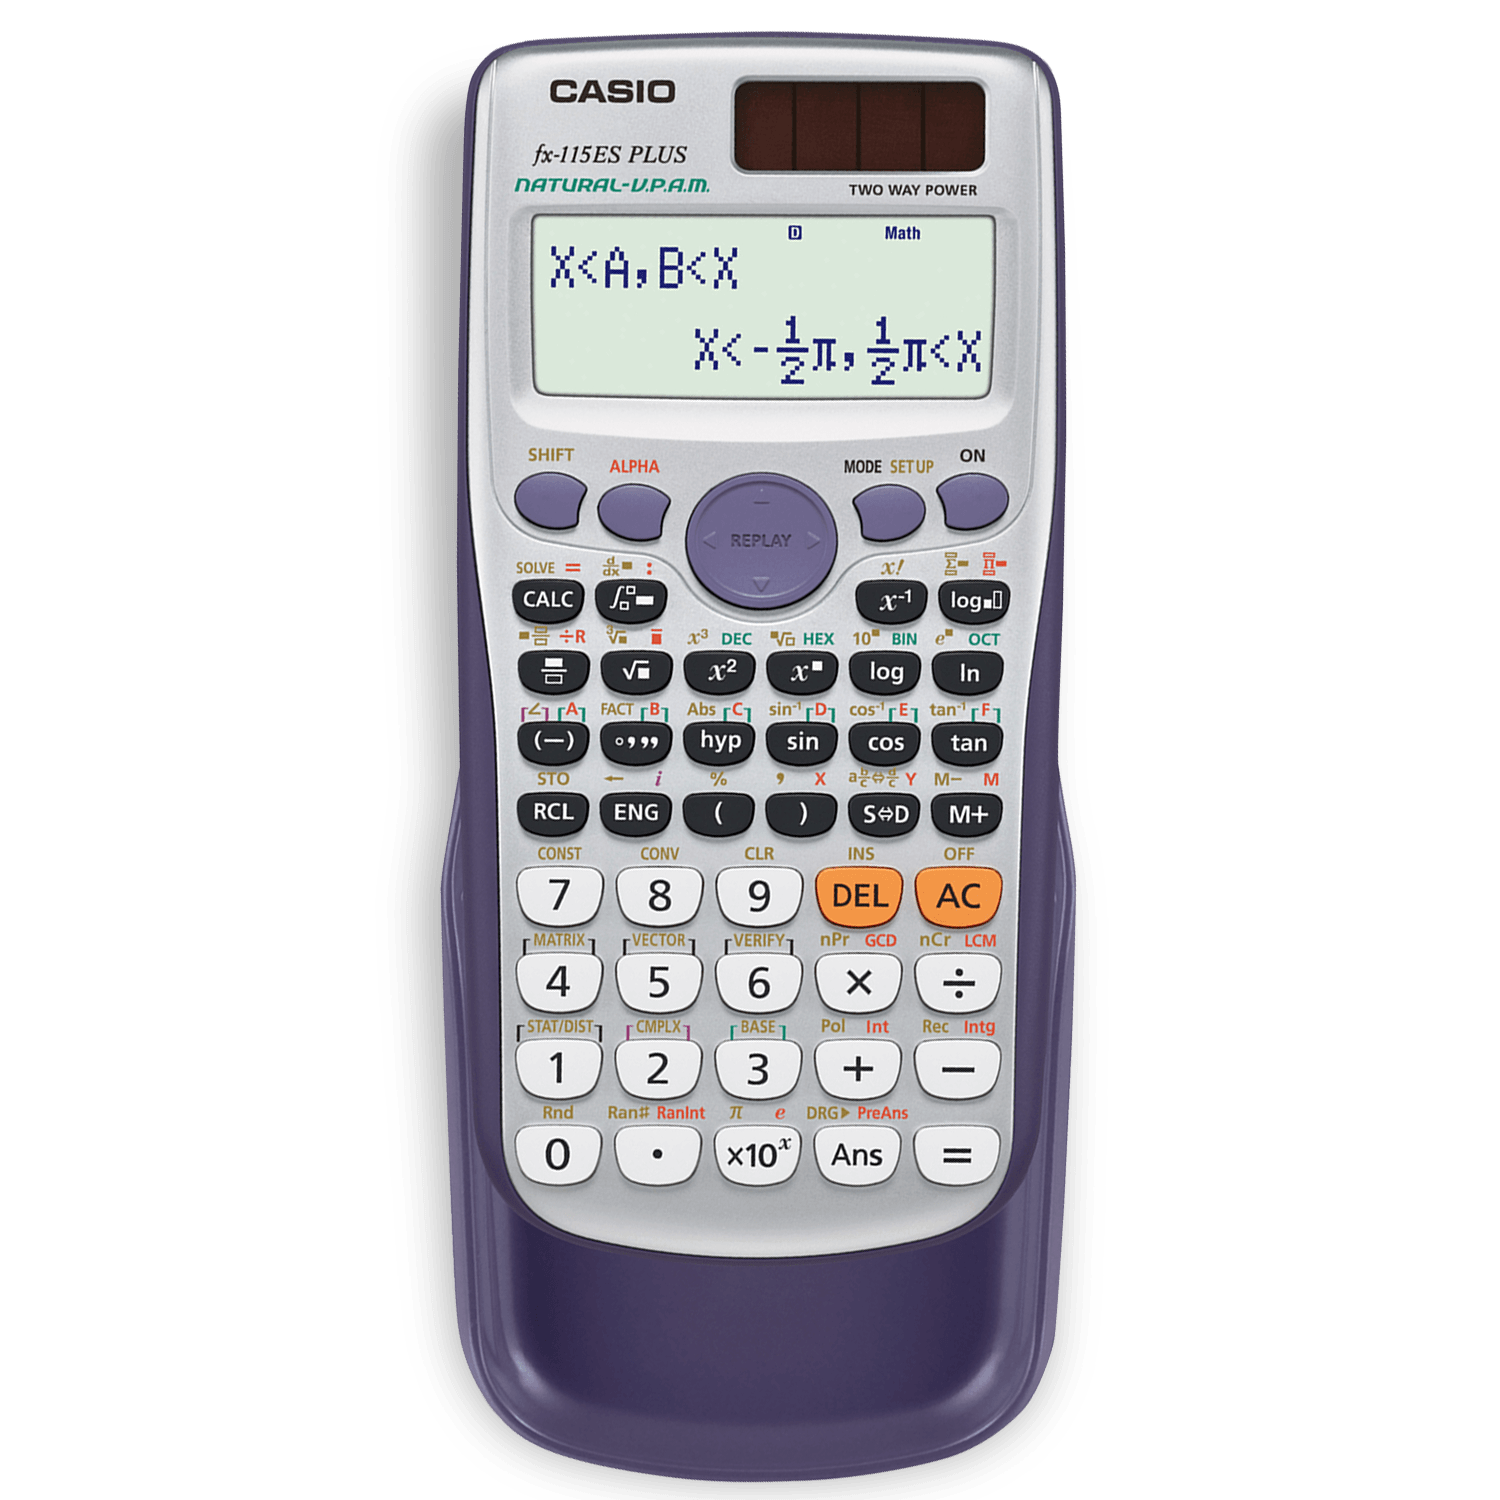 CASIO
fx-115ES PLUS
NATURAL-V.P.A.M.
TWO WAY POWER
D Math
X<A,B<X
X<-1/2π,1/2π<X
SHIFT ALPHA MODE SETUP ON
REPLAY
SOLVE = d/dx : x! Σ Π
CALC ∫ x⁻¹ log
÷R ³√ x³ DEC √ HEX 10 BIN e OCT
√ x² x log ln
∠ A FACT B Abs C sin⁻¹ D cos⁻¹ E tan⁻¹ F
(—) °,,, hyp sin cos tan
STO ← i % , X a b/c⇔d/c Y M– M
RCL ENG ( ) S⇔D M+
CONST CONV CLR INS OFF
7 8 9 DEL AC
MATRIX VECTOR VERIFY nPr GCD nCr LCM
4 5 6 × ÷
STAT/DIST CMPLX BASE Pol Int Rec Intg
1 2 3 + −
Rnd Ran# RanInt π e DRG▶ PreAns
0 . ×10ˣ Ans =